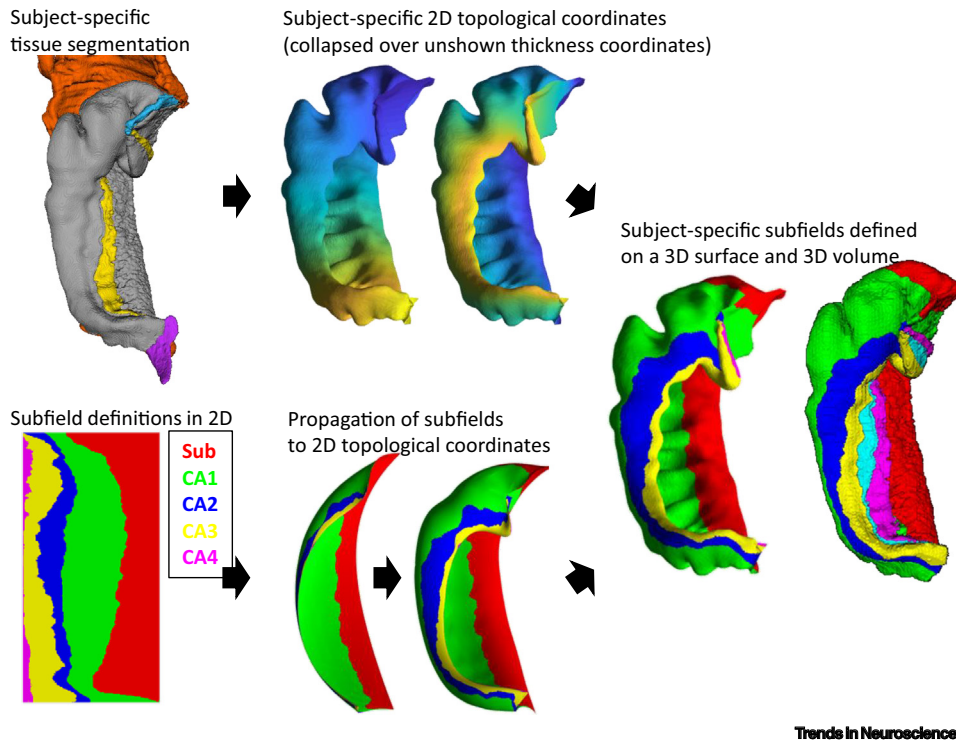 Subject-specific
tissue segmentation
Subject-specific 2D topological coordinates
(collapsed over unshown thickness coordinates)
Subject-specific subfields defined
on a 3D surface and 3D volume
Subfield definitions in 2D
Sub
CA1
CA2
CA3
CA4
Propagation of subfields
to 2D topological coordinates
Trends in Neurosciences